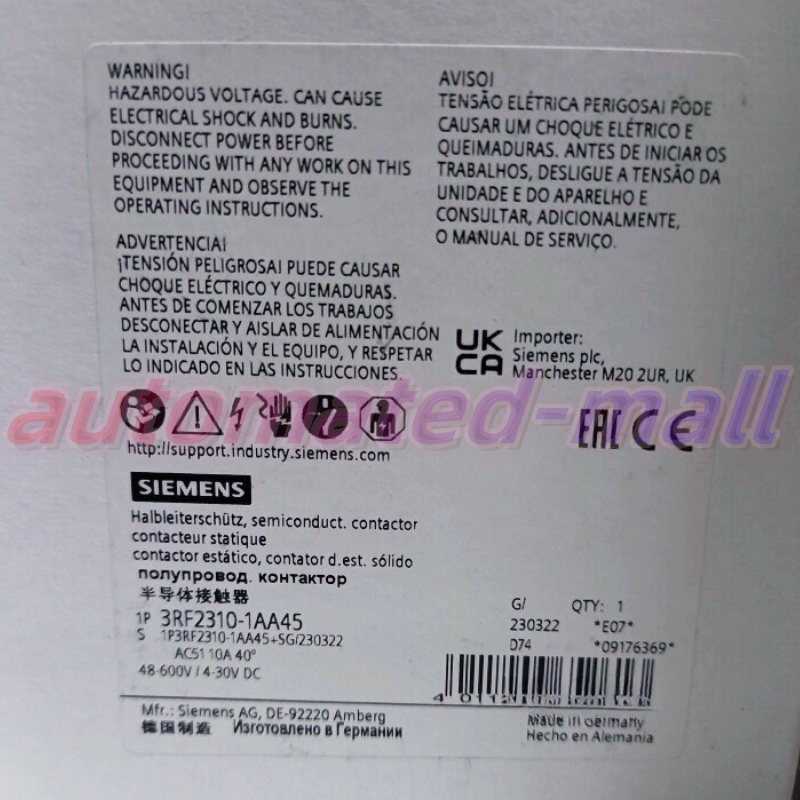 WARNING!
HAZARDOUS VOLTAGE. CAN CAUSE
ELECTRICAL SHOCK AND BURNS.
DISCONNECT POWER BEFORE
PROCEEDING WITH ANY WORK ON THIS
EQUIPMENT AND OBSERVE THE
OPERATING INSTRUCTIONS.
AVISO!
TENSÃO ELÉTRICA PERIGOSA! PODE
CAUSAR UM CHOQUE ELÉTRICO E
QUEIMADURAS. ANTES DE INICIAR OS
TRABALHOS, DESLIGUE A TENSÃO DA
UNIDADE E DO APARELHO E
CONSULTAR, ADICIONALMENTE,
O MANUAL DE SERVIÇO.
ADVERTENCIA!
¡TENSIÓN PELIGROSA! PUEDE CAUSAR
CHOQUE ELÉCTRICO Y QUEMADURAS.
ANTES DE COMENZAR LOS TRABAJOS
DESCONECTAR Y AISLAR DE ALIMENTACIÓN
LA INSTALACIÓN Y EL EQUIPO, Y RESPETAR
LO INDICADO EN LAS INSTRUCCIONES.
UK
CA
Importer:
Siemens plc,
Manchester M20 2UR, UK
automated-mall
EAC CE
http://support.industry.siemens.com
SIEMENS
Halbleiterschütz, semiconduct. contactor
contacteur statique
contactor estático, contator d.est. sólido
полупровод. контактор
半导体接触器
1P 3RF2310-1AA45
S 1P3RF2310-1AA45+SG/230322
AC51 10A 40°
48-600V / 4-30V DC
G/ QTY: 1
230322 *E07*
D74 *09176369*
Mfr.: Siemens AG, DE-92220 Amberg
德国制造 Изготовлено в Германии
Made in Germany
Hecho en Alemania